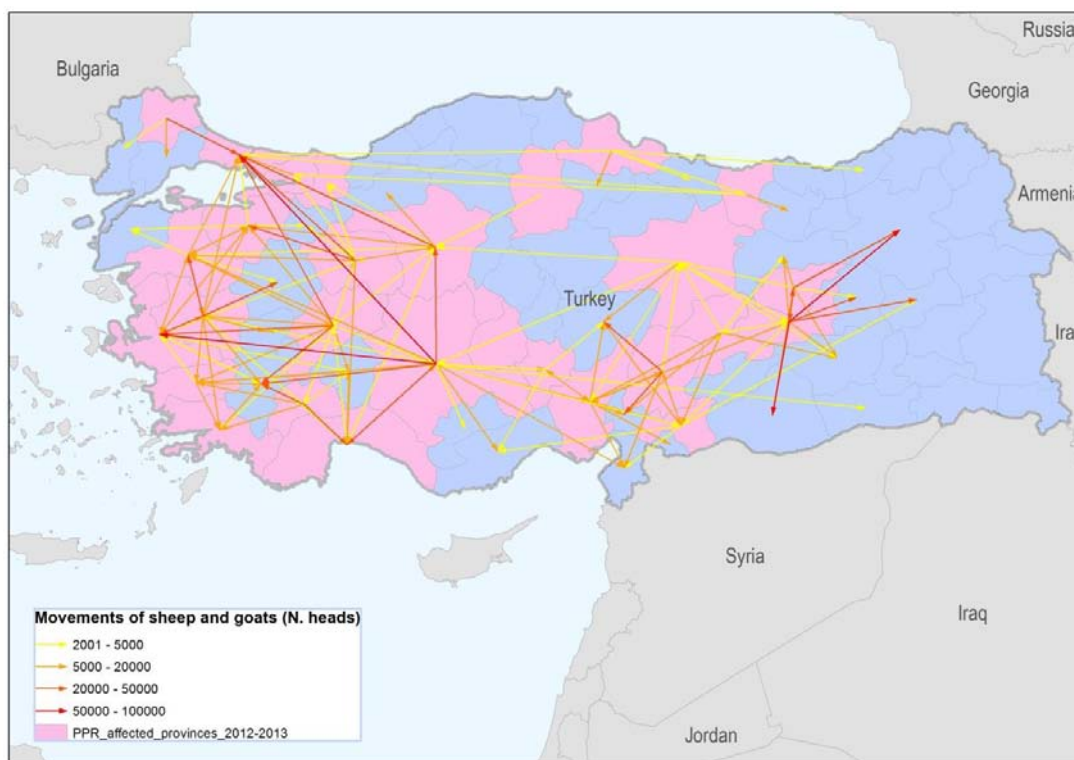 Russia
Bulgaria
Georgia
Armenia
Turkey
Ira
Syria
Iraq
Jordan
Movements of sheep and goats (N. heads)
2001 - 5000
5000 - 20000
20000 - 50000
50000 - 100000
PPR_affected_provinces_2012-2013